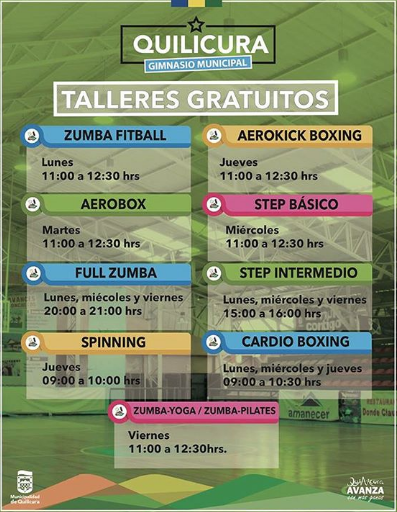 QUILICURA
GIMNASIO MUNICIPAL
TALLERES GRATUITOS
ZUMBA FITBALL
Lunes
11:00 a 12:30 hrs
AEROKICK BOXING
Jueves
11:00 a 12:30 hrs
AEROBOX
Martes
11:00 a 12:30 hrs
STEP BÁSICO
Miércoles
11:00 a 12:30 hrs
FULL ZUMBA
Lunes, miécoles y viernes
20:00 a 21:00 hrs
STEP INTERMEDIO
Lunes, miércoles y viernes
15:00 a 16:00 hrs
SPINNING
Jueves
09:00 a 10:00 hrs
CARDIO BOXING
Lunes, miércoles y jueves
09:00 a 10:30 hrs
ZUMBA-YOGA / ZUMBA-PILATES
Viernes
11:00 a 12:30hrs.
amanecer
RESTAURA
Donde Cla
Municipalidad
de Quilicura
AVANZA